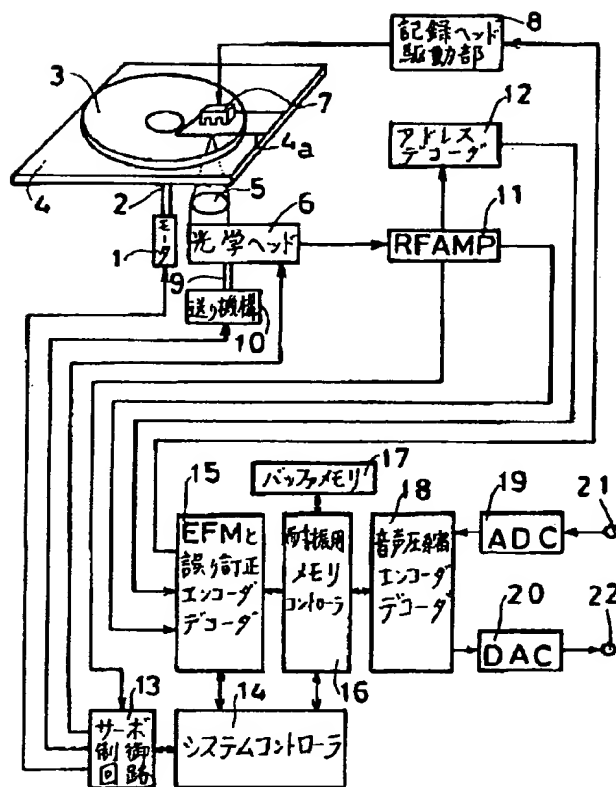 記録ヘッド
駆動部
8
12
アドレス
デコーダ
3
7
4a
4
2
5
6
11
1
モータ
光学ヘッド
RFAMP
9
送り機構
10
17
バッファメモリ
15
EFMと
誤り訂正
エンコーダ
デコーダ
耐震用
メモリ
コントローラ
16
18
音声圧縮
エンコーダ
デコーダ
19
ADC
21
20
DAC
22
13
サーボ
制御
回路
14
システムコントローラ